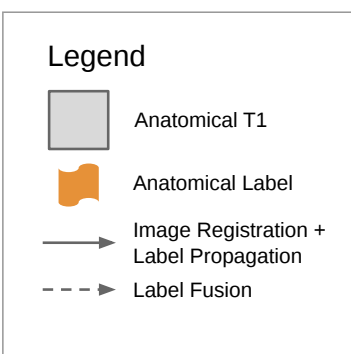 Legend
Anatomical T1
Anatomical Label
Image Registration +
Label Propagation
Label Fusion